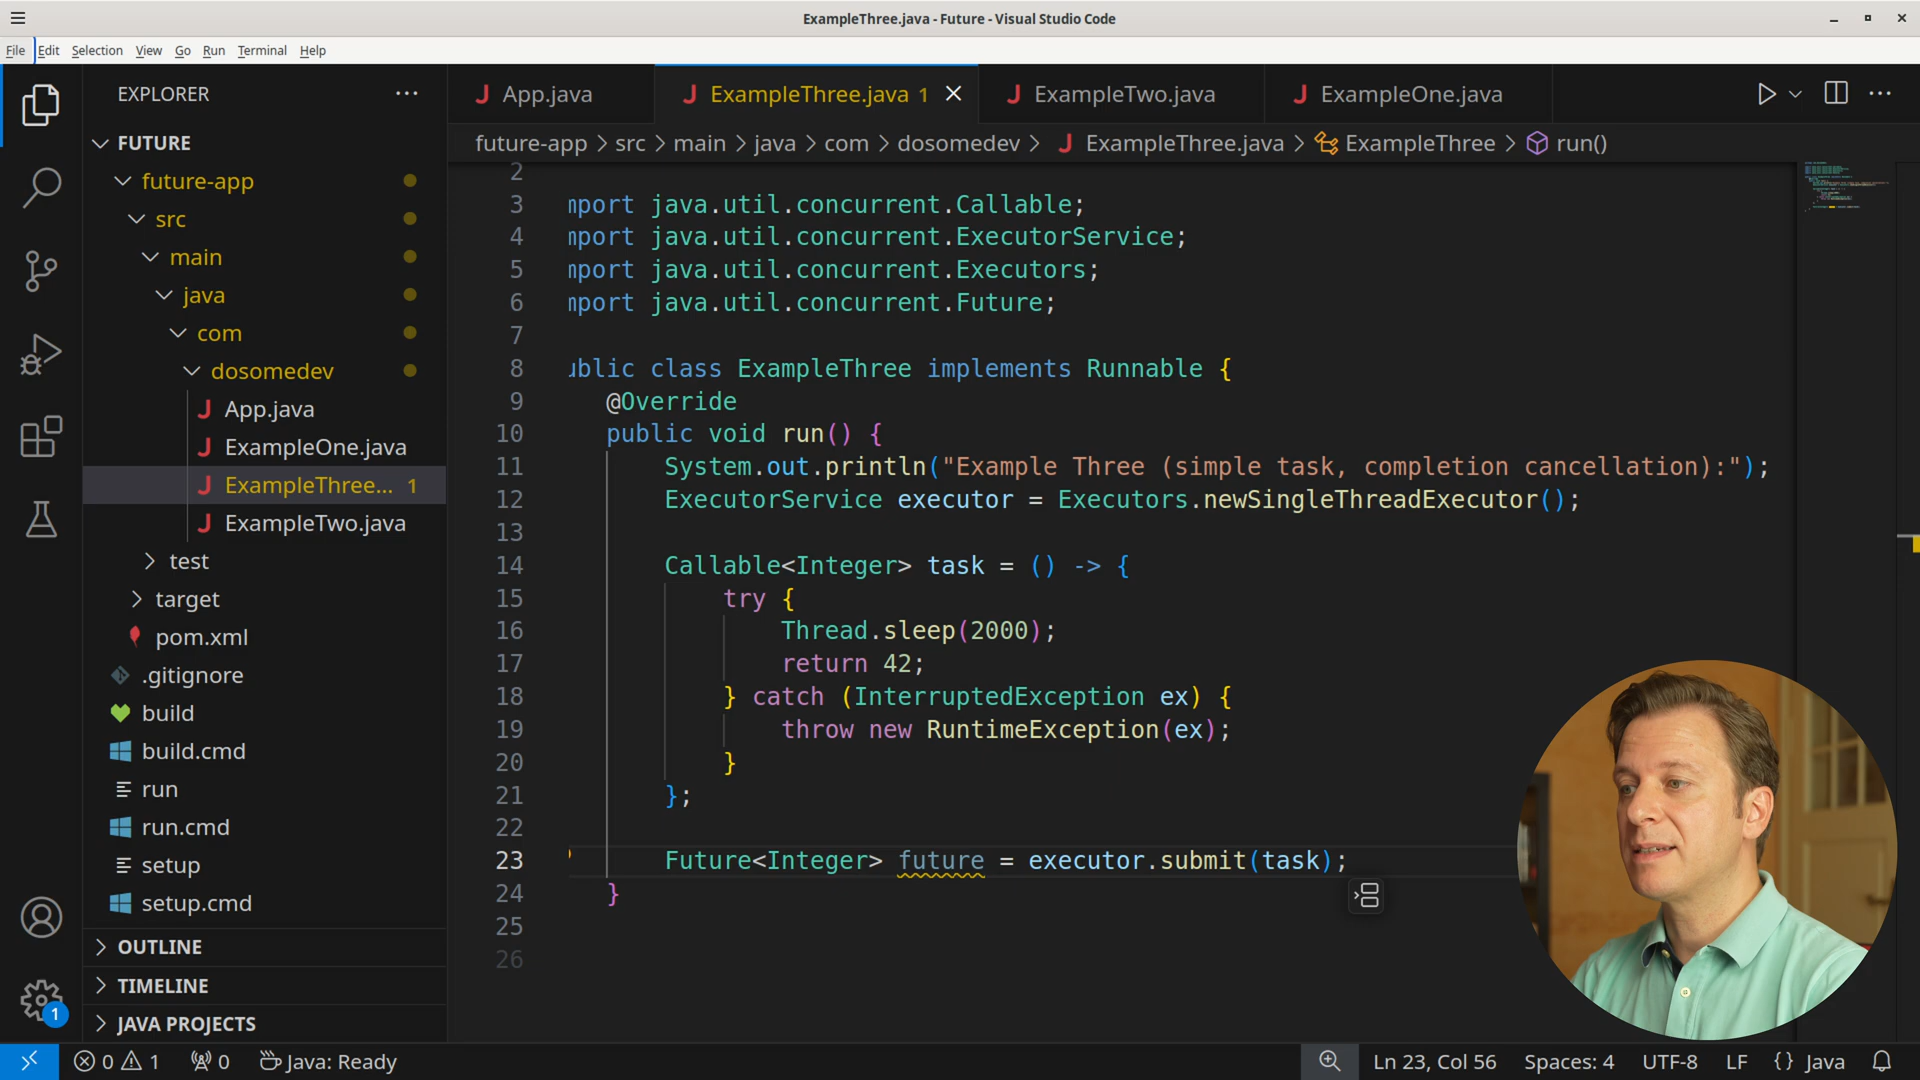 ExampleThree.java - Future - Visual Studio Code
File Edit Selection View Go Run Terminal Help
EXPLORER
FUTURE
future-app
src
main
java
com
dosomedev
App.java
ExampleOne.java
ExampleThree... 1
ExampleTwo.java
test
target
pom.xml
.gitignore
build
build.cmd
run
run.cmd
setup
setup.cmd
OUTLINE
TIMELINE
JAVA PROJECTS
App.java ExampleThree.java 1 ExampleTwo.java ExampleOne.java
future-app > src > main > java > com > dosomedev > ExampleThree.java > ExampleThree > run()
2
3 mport java.util.concurrent.Callable;
4 mport java.util.concurrent.ExecutorService;
5 mport java.util.concurrent.Executors;
6 mport java.util.concurrent.Future;
7
8 ublic class ExampleThree implements Runnable {
9 @Override
10 public void run() {
11 System.out.println("Example Three (simple task, completion cancellation):");
12 ExecutorService executor = Executors.newSingleThreadExecutor();
13
14 Callable<Integer> task = () -> {
15 try {
16 Thread.sleep(2000);
17 return 42;
18 } catch (InterruptedException ex) {
19 throw new RuntimeException(ex);
20 }
21 };
22
23 Future<Integer> future = executor.submit(task);
24 }
25
26
1
0 1 0 Java: Ready Ln 23, Col 56 Spaces: 4 UTF-8 LF {} Java